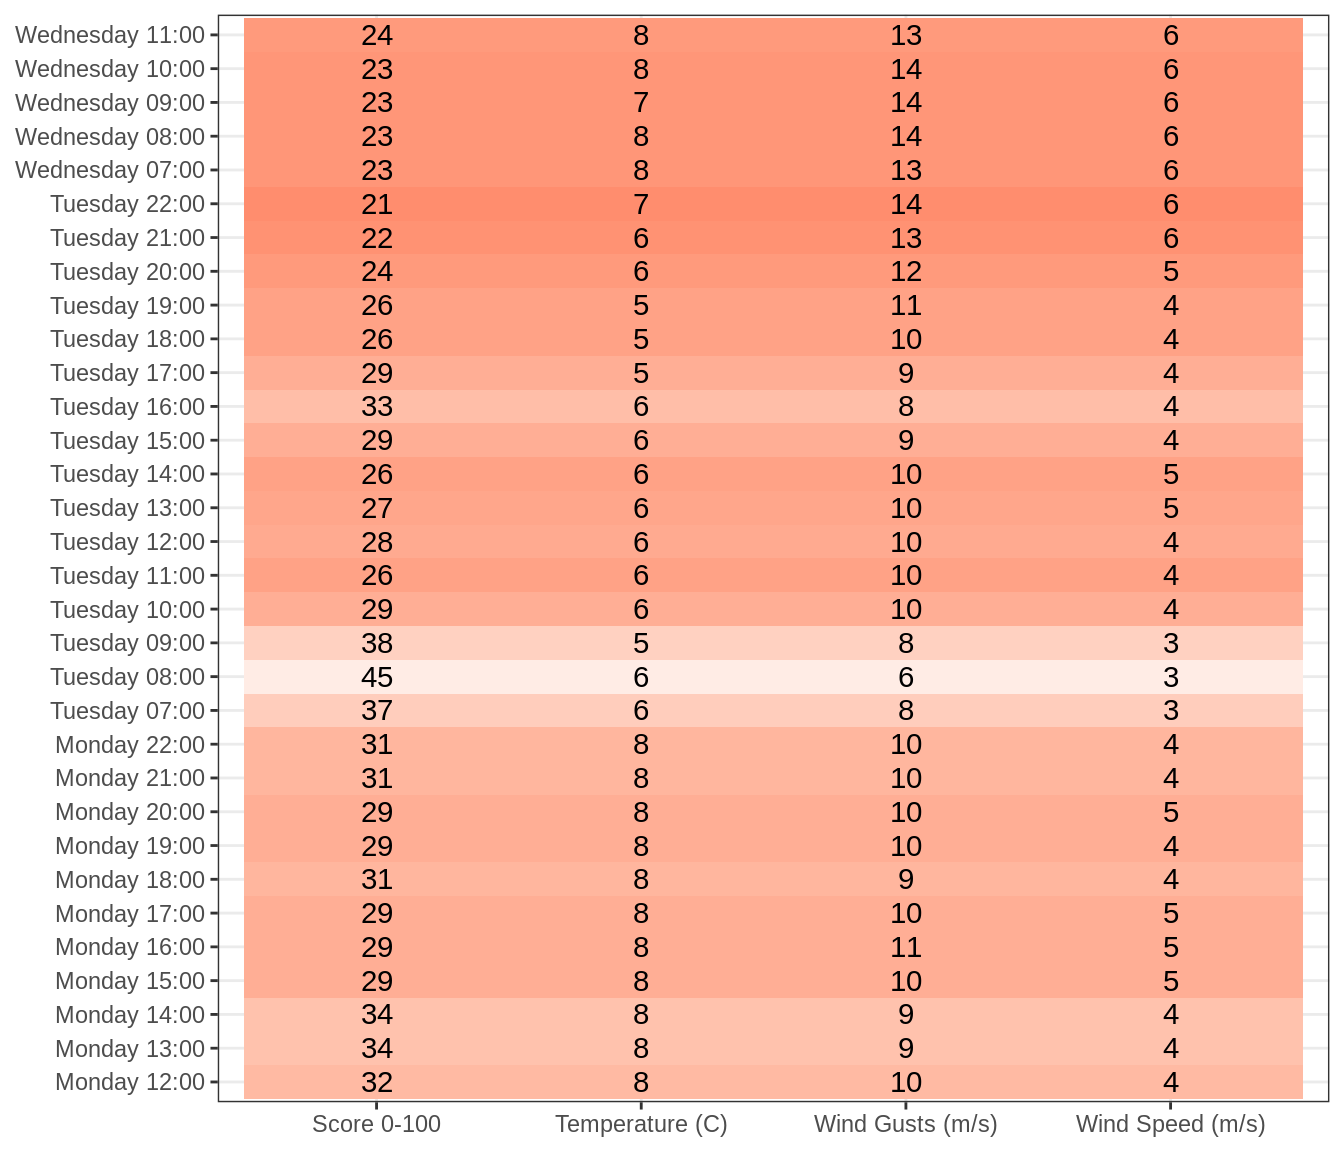 Wednesday 11:00 24 8 13 6
Wednesday 10:00 23 8 14 6
Wednesday 09:00 23 7 14 6
Wednesday 08:00 23 8 14 6
Wednesday 07:00 23 8 13 6
Tuesday 22:00 21 7 14 6
Tuesday 21:00 22 6 13 6
Tuesday 20:00 24 6 12 5
Tuesday 19:00 26 5 11 4
Tuesday 18:00 26 5 10 4
Tuesday 17:00 29 5 9 4
Tuesday 16:00 33 6 8 4
Tuesday 15:00 29 6 9 4
Tuesday 14:00 26 6 10 5
Tuesday 13:00 27 6 10 5
Tuesday 12:00 28 6 10 4
Tuesday 11:00 26 6 10 4
Tuesday 10:00 29 6 10 4
Tuesday 09:00 38 5 8 3
Tuesday 08:00 45 6 6 3
Tuesday 07:00 37 6 8 3
Monday 22:00 31 8 10 4
Monday 21:00 31 8 10 4
Monday 20:00 29 8 10 5
Monday 19:00 29 8 10 4
Monday 18:00 31 8 9 4
Monday 17:00 29 8 10 5
Monday 16:00 29 8 11 5
Monday 15:00 29 8 10 5
Monday 14:00 34 8 9 4
Monday 13:00 34 8 9 4
Monday 12:00 32 8 10 4
Score 0-100 Temperature (C) Wind Gusts (m/s) Wind Speed (m/s)